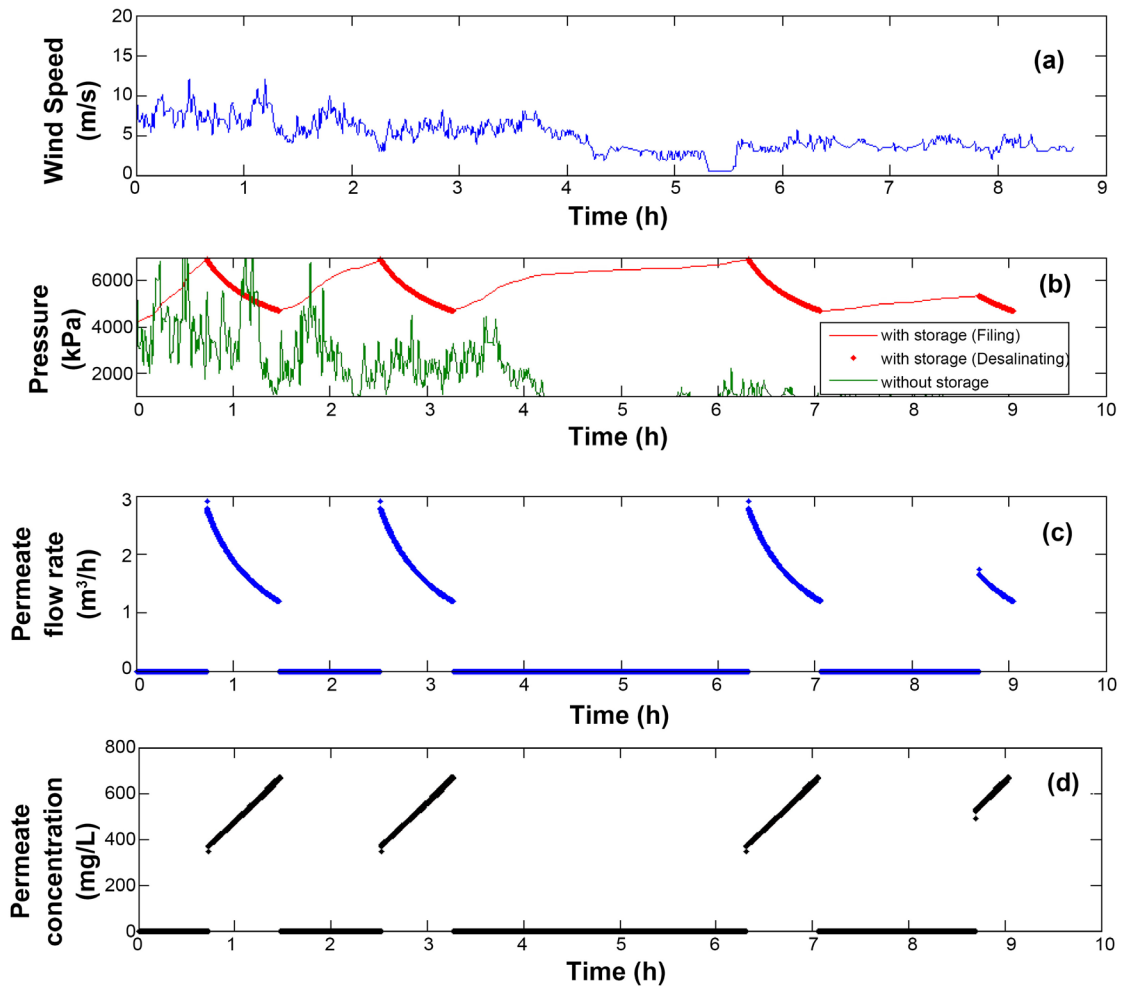 20
15
10
5
0
Wind Speed
(m/s)
(a)
0 1 2 3 4 5 6 7 8 9
Time (h)
6000
4000
2000
Pressure
(kPa)
(b)
with storage (Filing)
with storage (Desalinating)
without storage
0 1 2 3 4 5 6 7 8 9 10
Time (h)
3
2
1
0
Permeate
flow rate
(m³/h)
(c)
0 1 2 3 4 5 6 7 8 9 10
Time (h)
800
600
400
200
0
Permeate
concentration
(mg/L)
(d)
0 1 2 3 4 5 6 7 8 9 10
Time (h)